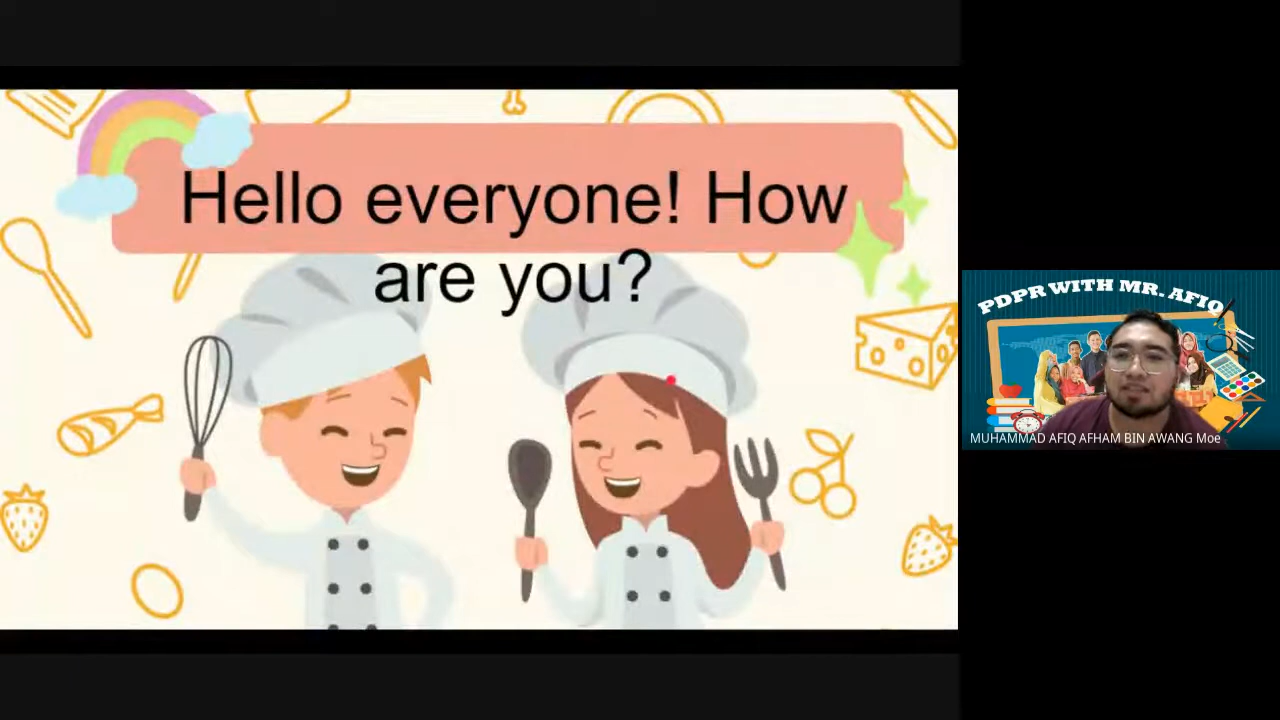 Hello everyone! How
are you?
PDPR WITH MR. AFIQ
MUHAMMAD AFIQ AFHAM BIN AWANG Moe